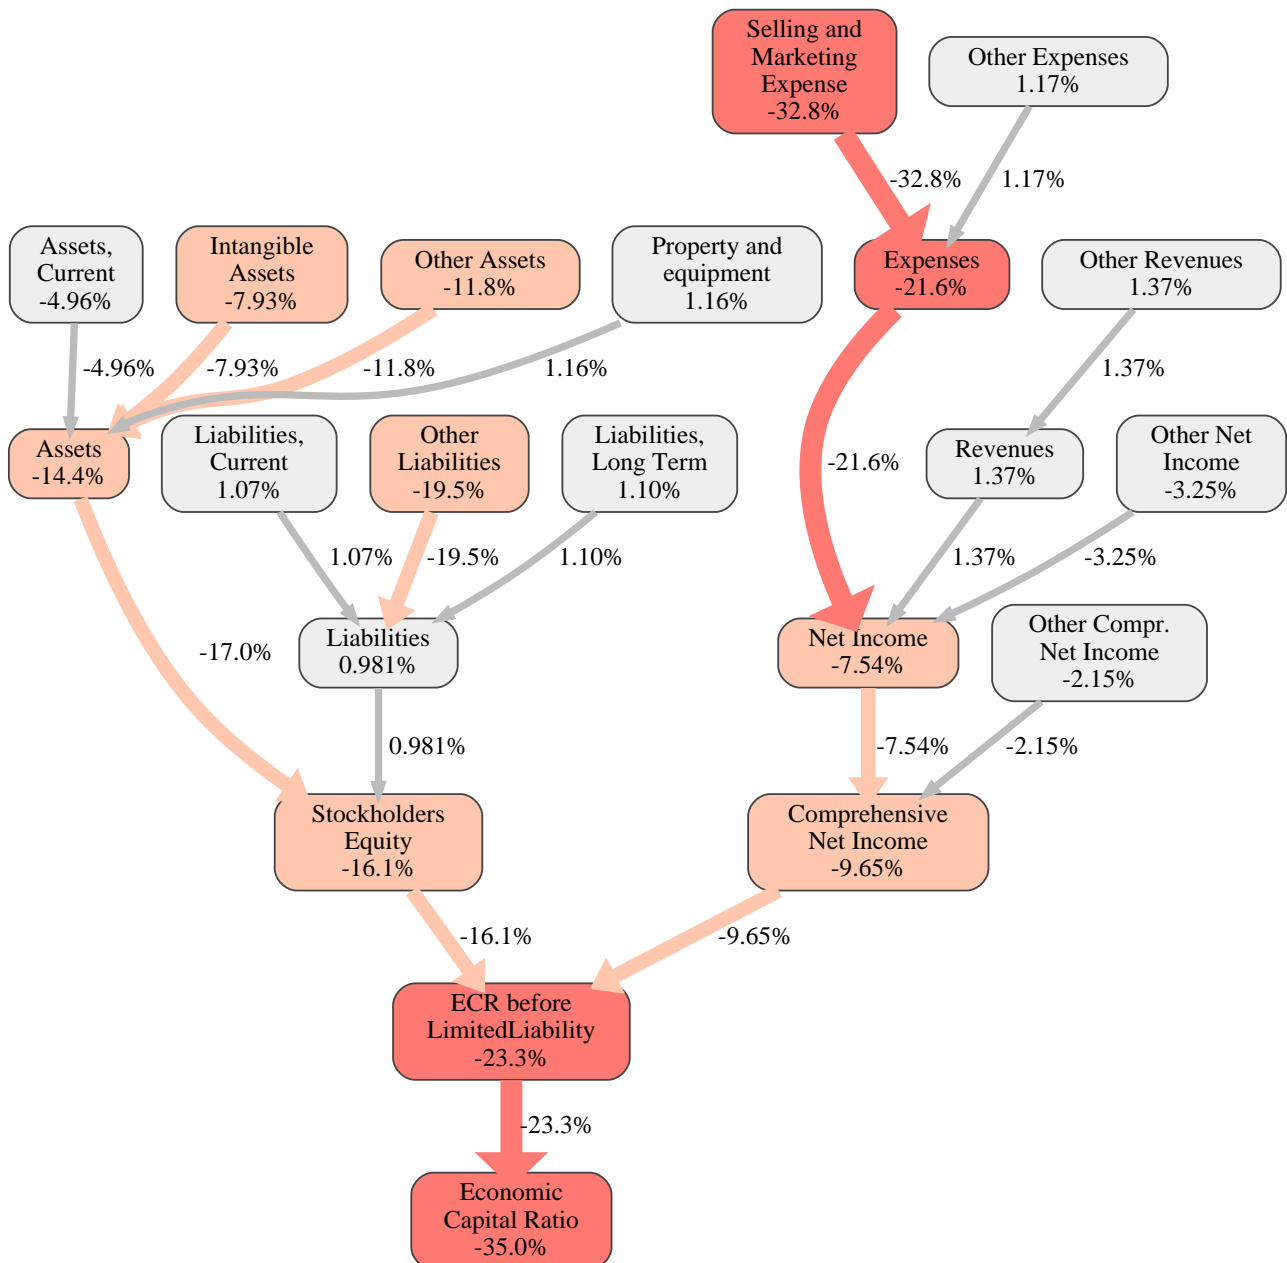 Selling and
Marketing
Expense
-32.8%
Other Expenses
1.17%
-32.8%
1.17%
Assets,
Current
-4.96%
Intangible
Assets
-7.93%
Other Assets
-11.8%
Property and
equipment
1.16%
Expenses
-21.6%
Other Revenues
1.37%
-4.96%
-7.93%
-11.8%
1.16%
1.37%
Assets
-14.4%
Liabilities,
Current
1.07%
Other
Liabilities
-19.5%
Liabilities,
Long Term
1.10%
-21.6%
Revenues
1.37%
Other Net
Income
-3.25%
1.07%
-19.5%
1.10%
1.37%
-3.25%
-17.0%
Liabilities
0.981%
Net Income
-7.54%
Other Compr.
Net Income
-2.15%
0.981%
-7.54%
-2.15%
Stockholders
Equity
-16.1%
Comprehensive
Net Income
-9.65%
-16.1%
-9.65%
ECR before
LimitedLiability
-23.3%
-23.3%
Economic
Capital Ratio
-35.0%